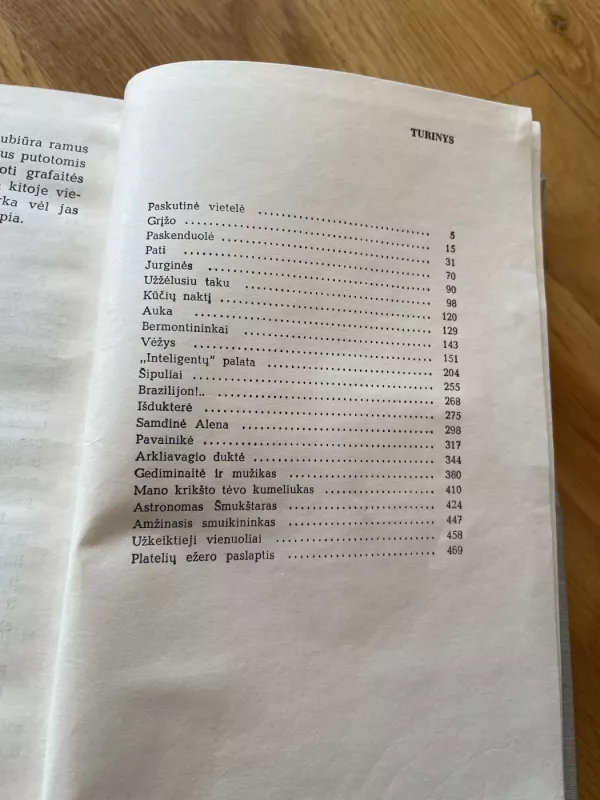 ubiūra ramus
us putotomis
oti grafaitės
kitoje vie-
rka vėl jas
pia.
TURINYS
Paskutinė vietelė 5
Grįžo 15
Paskenduolė 31
Pati 70
Jurginės 90
Užžėlusiu taku 98
Kūčių naktį 120
Auka 129
Bermontininkai 143
Vėžys 151
„Inteligentų" palata 204
Šipuliai 255
Brazilijon!.. 268
Išdukterė 275
Samdinė Alena 298
Pavainikė 317
Arkliavagio duktė 344
Gediminaitė ir mužikas 380
Mano krikšto tėvo kumeliukas 410
Astronomas Šmukštaras 424
Amžinasis smuikininkas 447
Užkeiktieji vienuoliai 458
Platelių ežero paslaptis 469